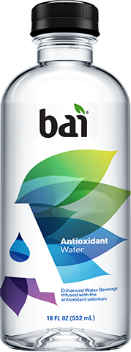 bai
Antioxidant
Water
Enhanced Water Beverage
infused with the
antioxidant selenium
18 FL OZ (532 mL)